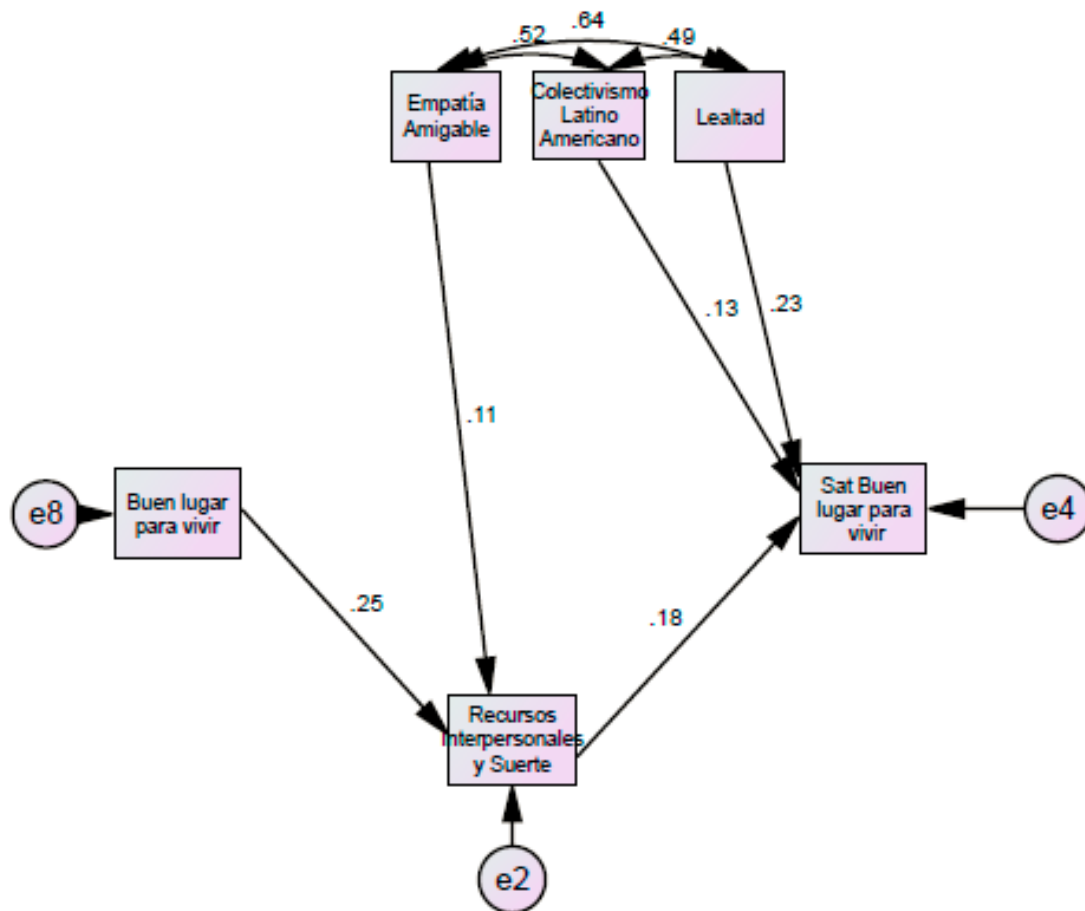 .64
.52
.49
Empatía
Amigable
Colectivismo
Latino
Americano
Lealtad
.13
.23
.11
Buen lugar
para vivir
e8
Sat Buen
lugar para
vivir
e4
.25
.18
Recursos
Interpersonales
y Suerte
e2